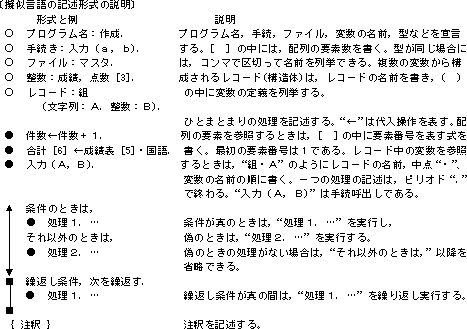 〔擬似言語の記述形式の説明〕
形式と例　説明
○　プログラム名：作成．　プログラム，手続，ファイル，変数の名前，型などを宣言
○　手続き：入力（ａ，ｂ）．　する。［　］の中には，配列の要素数を書く。型が同じ場合に
○　ファイル：マスタ．　は，コンマで区切って名前を列挙できる。複数の変数から構
○　整数：成績，点数［3］．　成されるレコード（構造体）は，レコードの名前を書き，（　）
○　レコード：組　の中に変数の定義を列挙する。
（文字列：Ａ，整数：Ｂ）．
ひとまとまりの処理を記述する。“←”は代入操作を表す。配
●　件数←件数＋１．　列の要素を参照するときは，［　］の中に要素番号を表す式を
●　合計［6］←成績表［5］・国語．　書く。最初の要素番号は１である。レコード中の変数を参照
●　入力（Ａ，Ｂ）．　するときは，“組・Ａ”のようにレコードの名前，中点“・”，
変数の名前の順に書く。一つの処理の記述は，ピリオド“．”
で終わる。“入力（Ａ，Ｂ）”は手続呼出しである。
条件のときは，
●　処理１．…　条件が真のときは，“処理１．…”を実行し，
それ以外のときは，　偽のときは，“処理２．…”を実行する。
●　処理２．…　偽のときの処理がない場合は，“それ以外のときは，”以降を
省略できる。
■　繰返し条件，次を繰返す．
●　処理１．…　繰返し条件が真の間は，“処理１．…”を繰り返し実行する。
■
｛　注釈　｝　注釈を記述する。